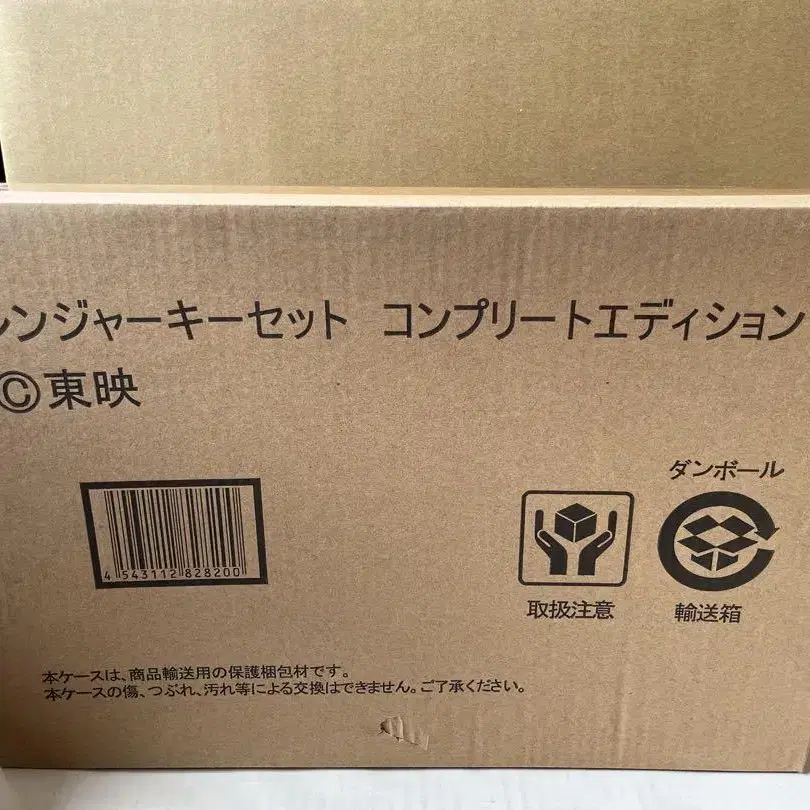 レンジャーキーセット コンプリートエディション
©東映
ダンボール
4 543112 828200
取扱注意
輸送箱
本ケースは、商品輸送用の保護梱包材です。
本ケースの傷、つぶれ、汚れ等による交換はできません。ご了承ください。